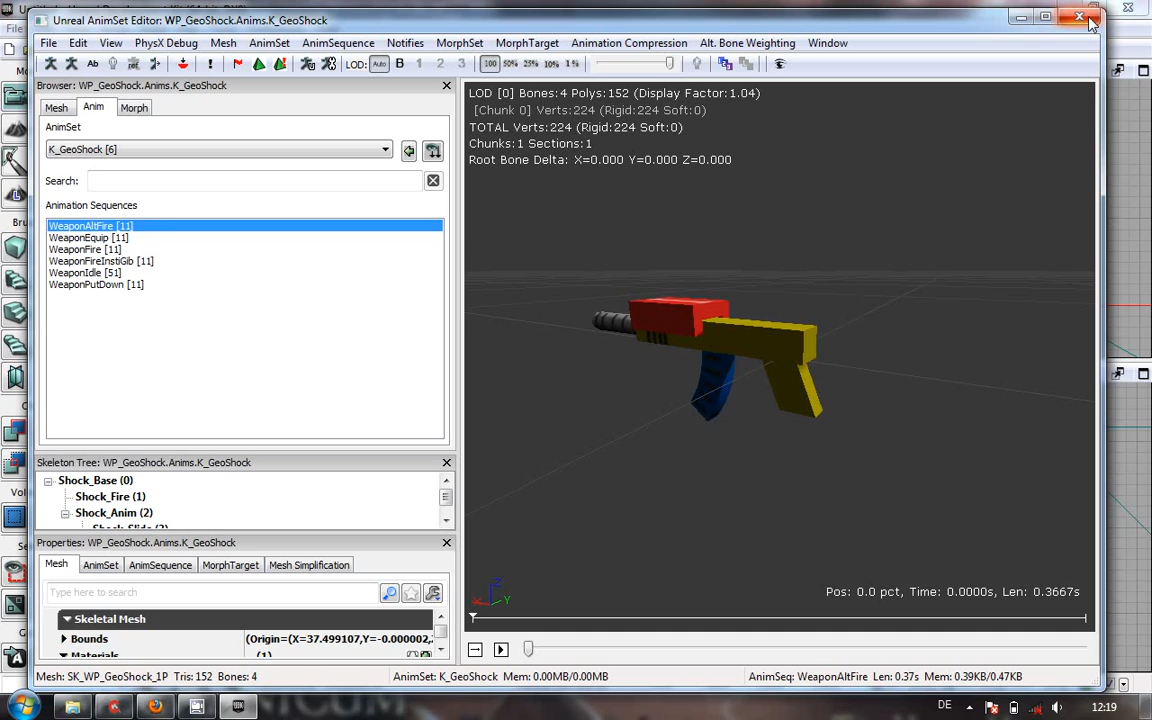 Unreal AnimSet Editor: WP_GeoShock.Anims.K_GeoShock
File Edit View PhysX Debug Mesh AnimSet AnimSequence Notifies MorphSet MorphTarget Animation Compression Alt. Bone Weighting Window
Ab LOD: Auto B 1 2 3 100 50% 25% 10% 1 %
Browser: WP_GeoShock.Anims.K_GeoShock
Mesh Anim Morph
AnimSet
K_GeoShock [6]
Search:
Animation Sequences
WeaponAltFire [11]
WeaponEquip [11]
WeaponFire [11]
WeaponFireInstiGib [11]
WeaponIdle [51]
WeaponPutDown [11]
LOD [0] Bones:4 Polys:152 (Display Factor:1.04)
[Chunk 0] Verts:224 (Rigid:224 Soft:0)
TOTAL Verts:224 (Rigid:224 Soft:0)
Chunks:1 Sections:1
Root Bone Delta: X=0.000 Y=0.000 Z=0.000
Skeleton Tree: WP_GeoShock.Anims.K_GeoShock
Shock_Base (0)
Shock_Fire (1)
Shock_Anim (2)
Properties: WP_GeoShock.Anims.K_GeoShock
Mesh AnimSet AnimSequence MorphTarget Mesh Simplification
Type here to search
Skeletal Mesh
Bounds (Origin=(X=37.499107,Y=-0.000002,
Materials (1)
Z
X Y
Pos: 0.0 pct, Time: 0.0000s, Len: 0.3667s
Mesh: SK_WP_GeoShock_1P Tris: 152 Bones: 4 AnimSet: K_GeoShock Mem: 0.00MB/0.00MB AnimSeq: WeaponAltFire Len: 0.37s Mem: 0.39KB/0.47KB
DE 12:19